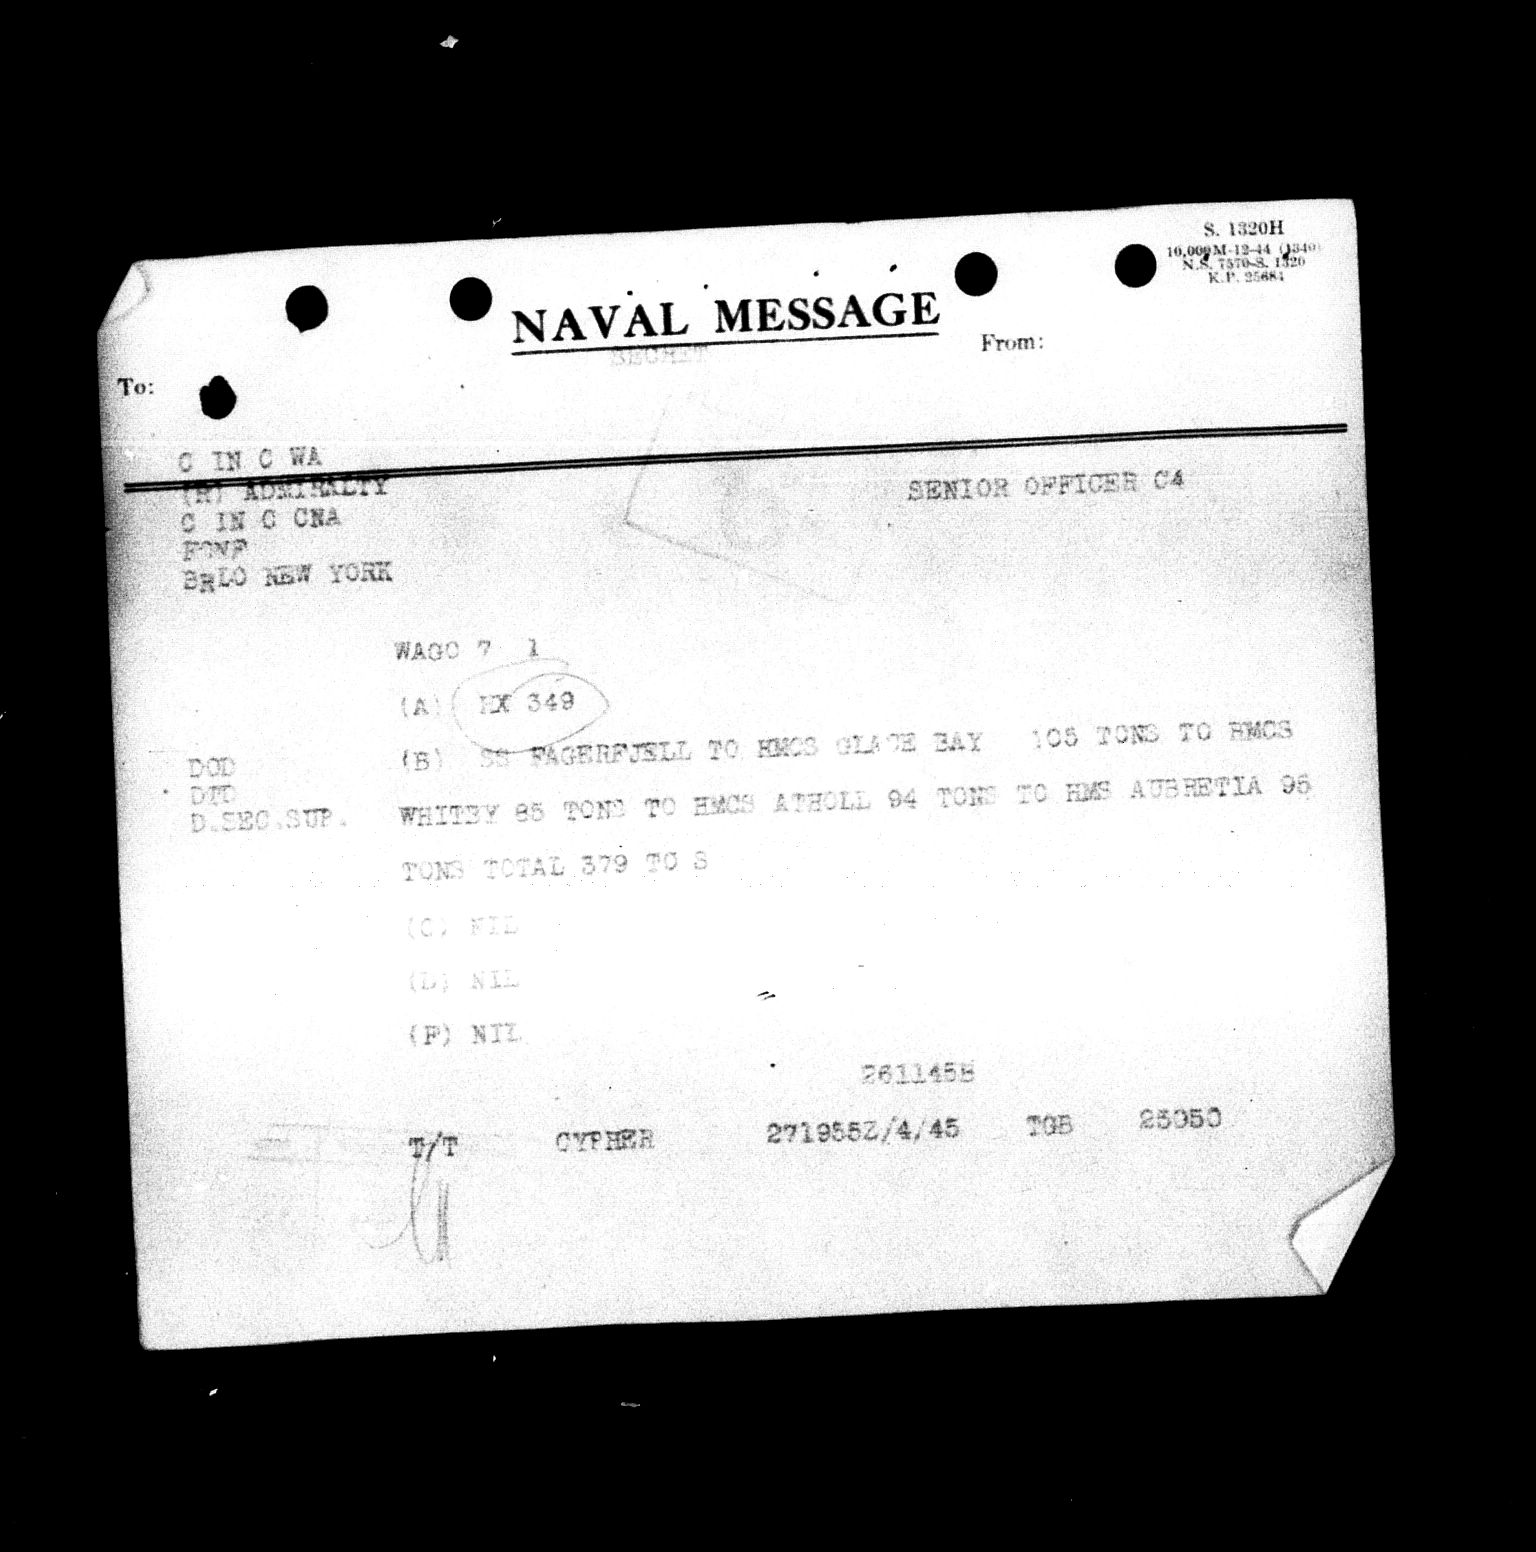 S. 1320H
10,000M-12-44 (1340)
N.S. 7570-S. 1320
K.P. 25684
NAVAL MESSAGE
SECRET
From:
To:
C IN C WA
(R) ADMIRALTY
SENIOR OFFICER C4
C IN C CNA
FONF
BRLO NEW YORK
WAGO 7 1
(A) HX 349
(B) SS FAGERFJELL TO HMCS GLACE BAY 105 TONS TO HMCS
DOD
DTD
WHITBY 85 TONS TO HMCS ATHOLL 94 TONS TO HMS AUBRETIA 95
D.SEC.SUP.
TONS TOTAL 379 TO S
(C) NIL
(D) NIL
(F) NIL
261145B
T/T CYPHER 271955Z/4/45 TGB 25050